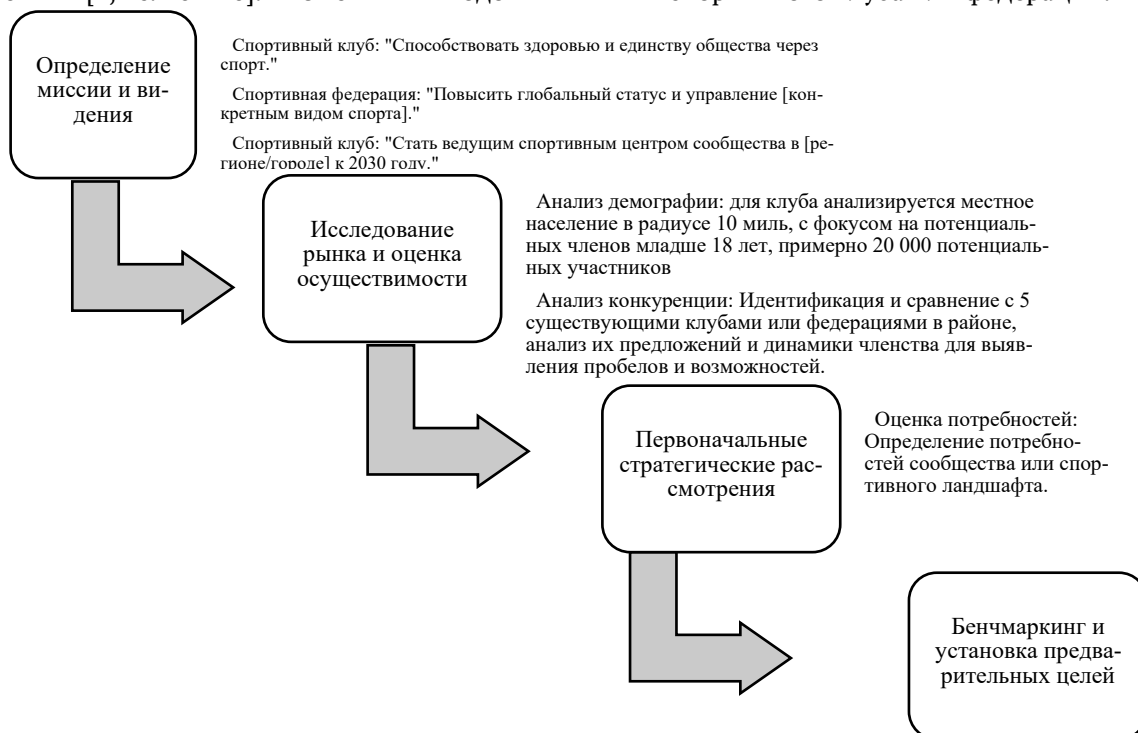 Определение
миссии и ви-
дения
Спортивный клуб: "Способствовать здоровью и единству общества через
спорт."
Спортивная федерация: "Повысить глобальный статус и управление [кон-
кретным видом спорта]."
Спортивный клуб: "Стать ведущим спортивным центром сообщества в [ре-
гионе/городе] к 2030 году."
Исследование
рынка и оценка
осуществимости
Анализ демографии: для клуба анализируется местное
население в радиусе 10 миль, с фокусом на потенциаль-
ных членов младше 18 лет, примерно 20 000 потенциаль-
ных участников
Анализ конкуренции: Идентификация и сравнение с 5
существующими клубами или федерациями в районе,
анализ их предложений и динамики членства для выяв-
ления пробелов и возможностей.
Первоначальные
стратегические рас-
смотрения
Оценка потребностей:
Определение потребно-
стей сообщества или спор-
тивного ландшафта.
Бенчмаркинг и
установка предва-
рительных целей